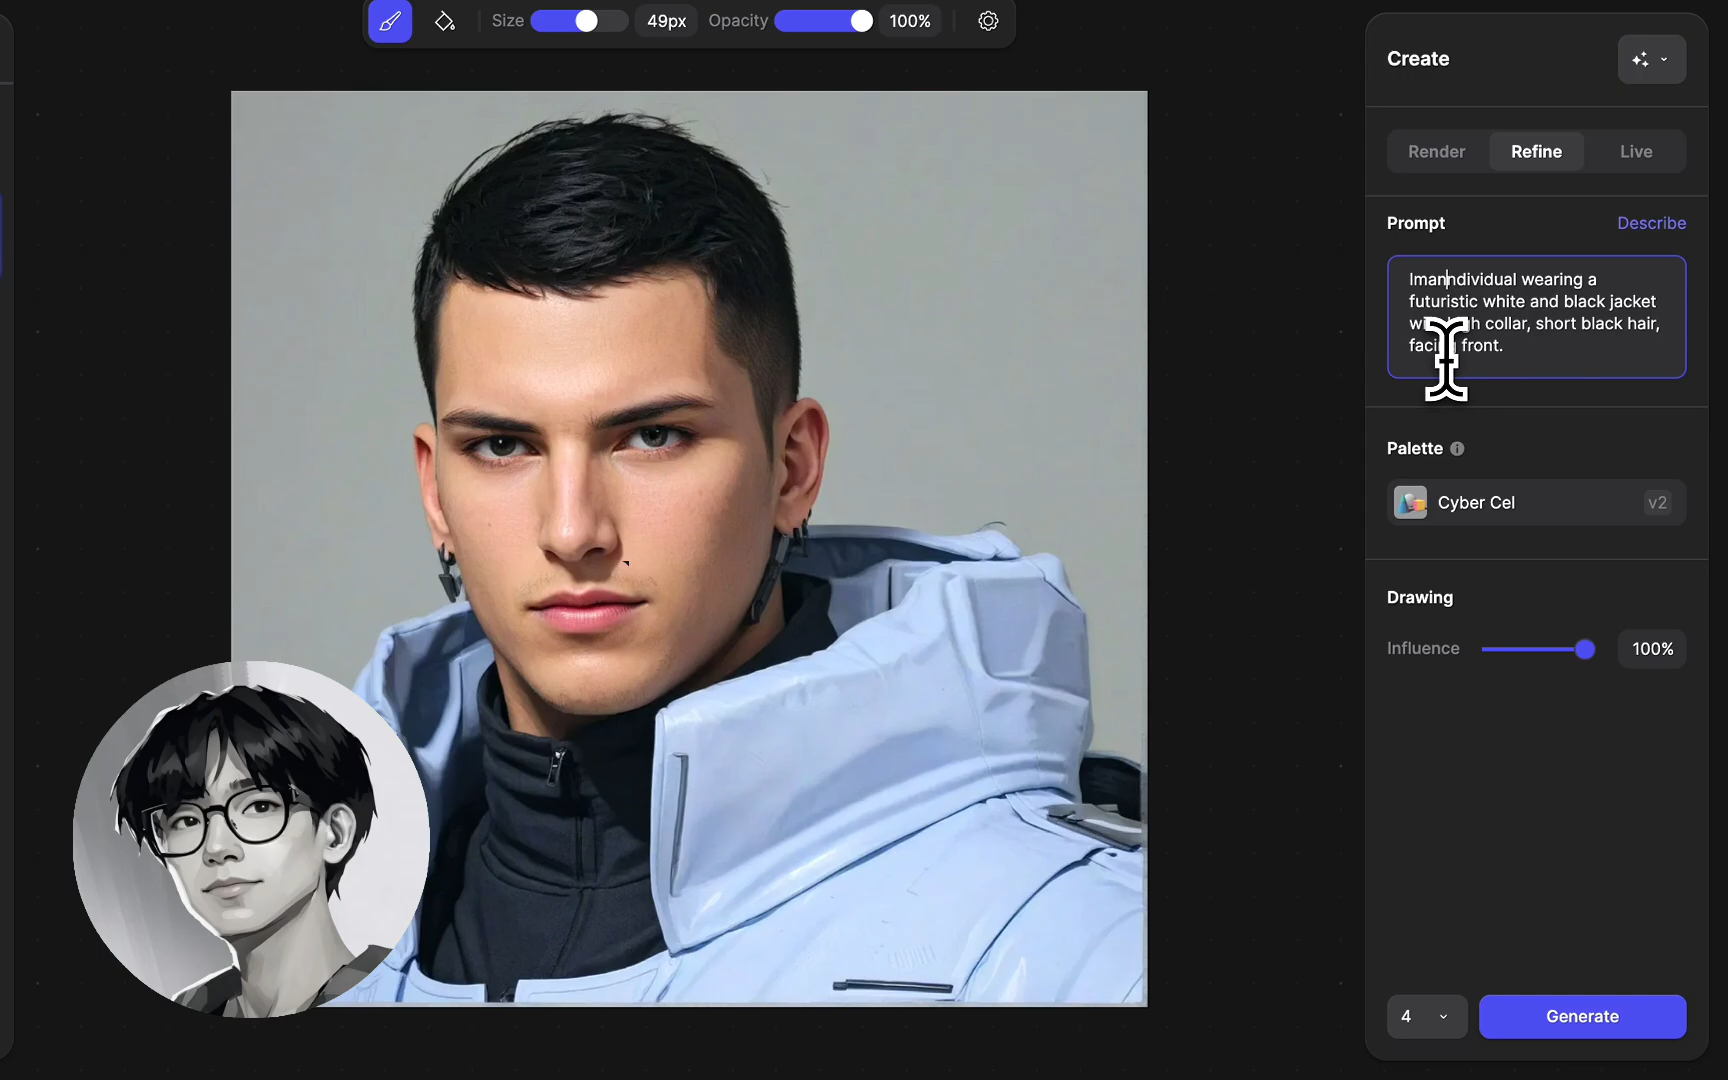 Size 49px Opacity 100%
Create
Render Refine Live
Prompt Describe
Imanndividual wearing a
futuristic white and black jacket
collar, short black hair,
front.
Palette
Cyber Cel v2
Drawing
Influence 100%
4 Generate